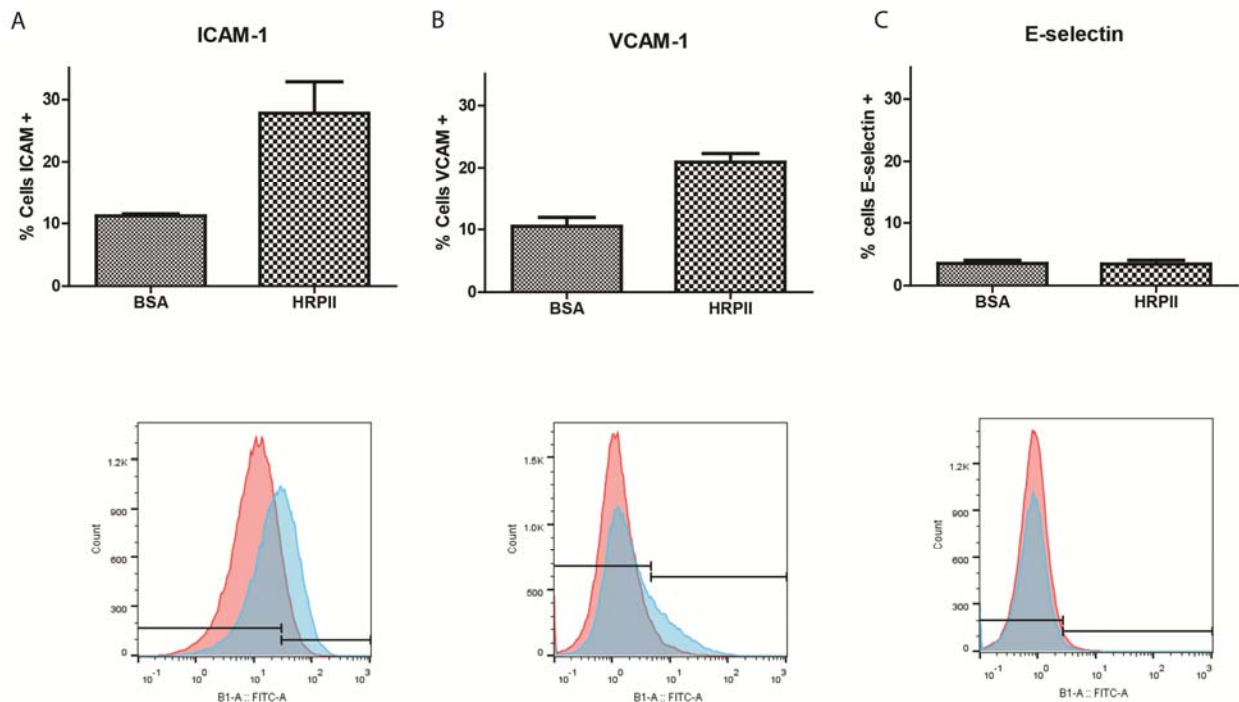 A
ICAM-1
% Cells ICAM +
30
20
10
0
BSA
HRPII
B
VCAM-1
% Cells VCAM +
30
20
10
0
BSA
HRPII
C
E-selectin
% cells E-selectin +
30
20
10
0
BSA
HRPII
Count
1.2K
900
600
300
0
10-1 100 101 102 103
B1-A :: FITC-A
Count
1.5K
1.0K
500
0
10-1 100 101 102 103
B1-A :: FITC-A
Count
1.2K
900
600
300
0
10-1 100 101 102 103
B1-A :: FITC-A